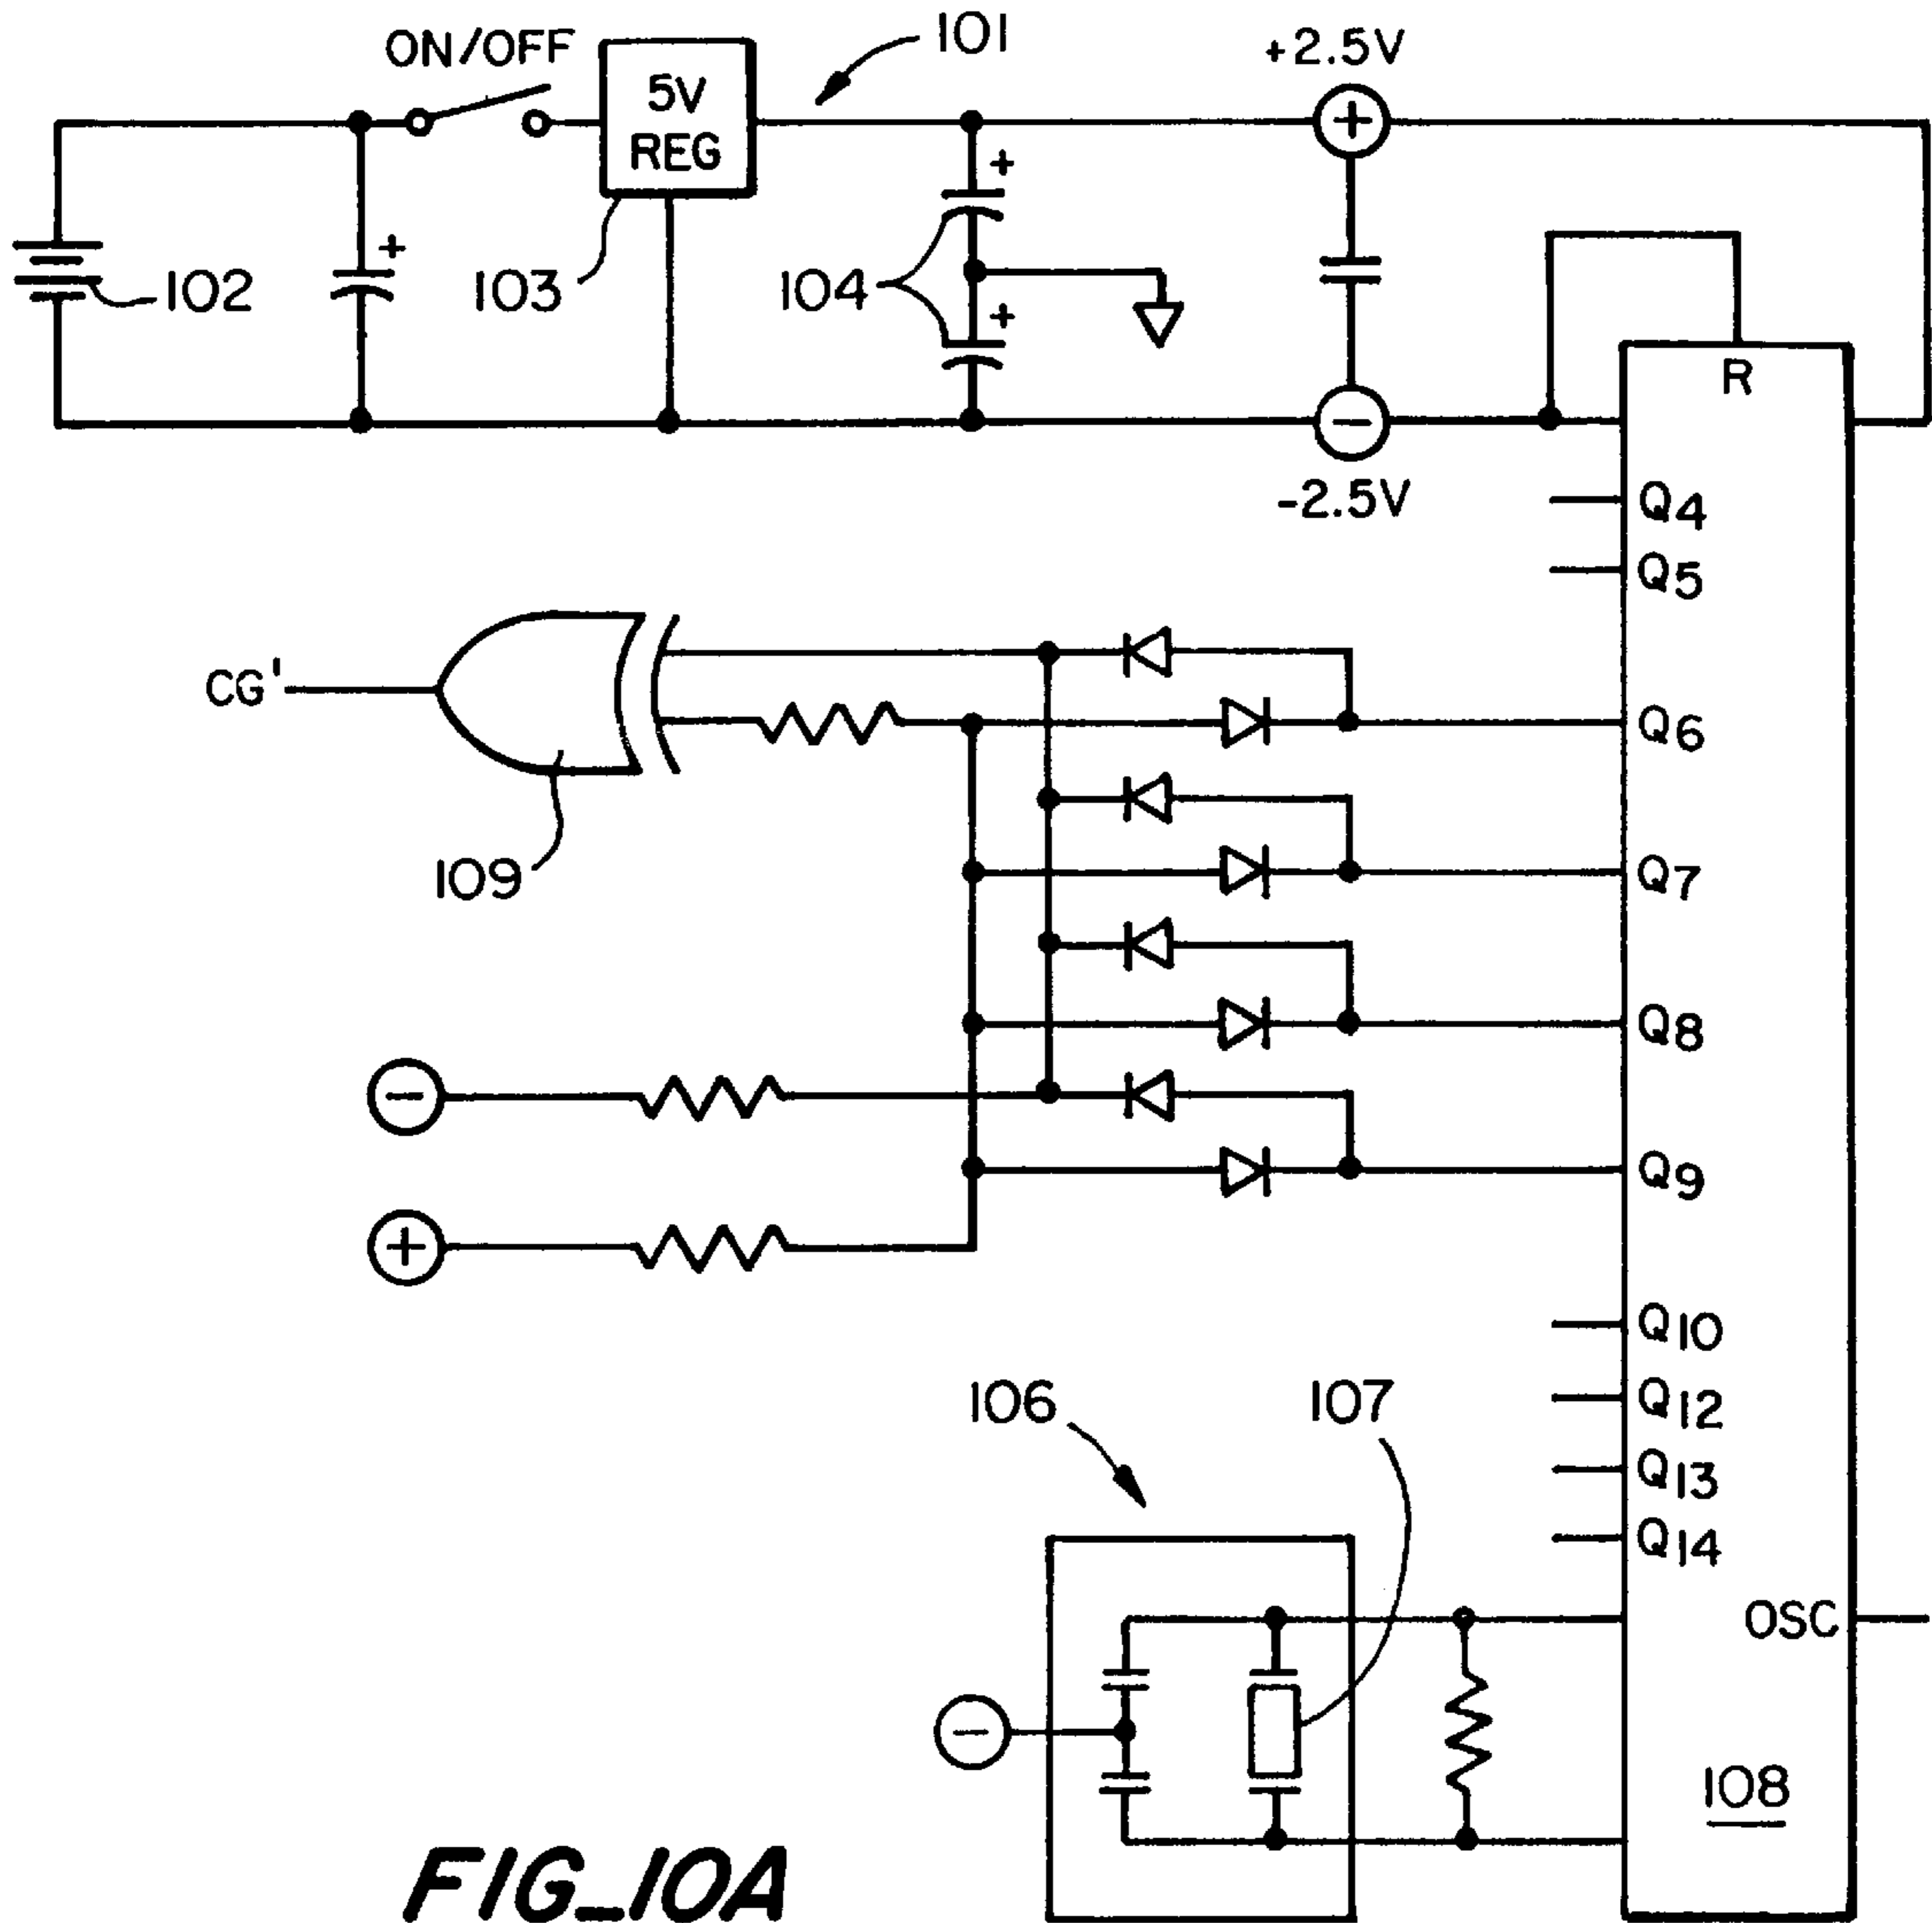 ON/OFF
5V
REG
101
+2.5V
+
+
102
103
104
+
+
-
-2.5V
R
Q4
Q5
CG'
Q6
109
Q7
Q8
-
Q9
+
Q10
106
107
Q12
Q13
Q14
OSC
-
108
FIG_10A